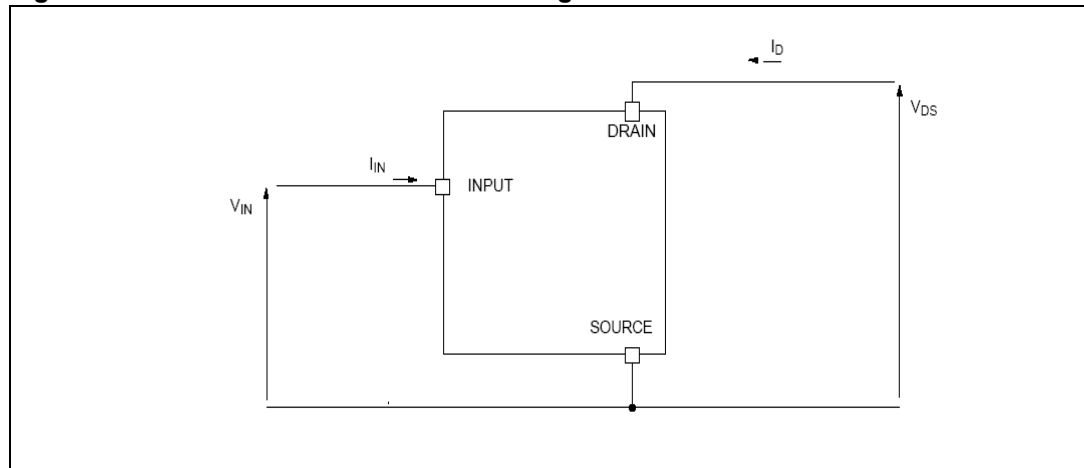 I_D
DRAIN
V_DS
I_IN
INPUT
V_IN
SOURCE